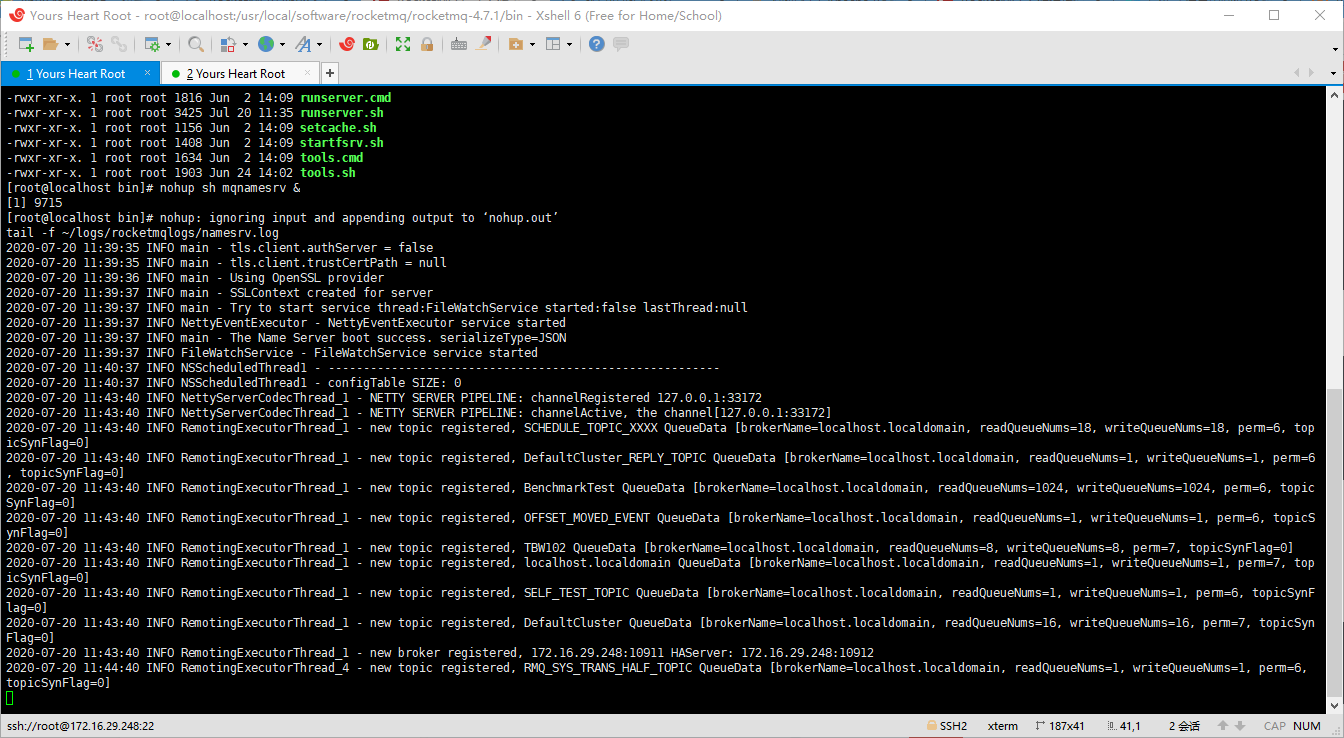 Yours Heart Root - root@localhost:/usr/local/software/rocketmq/rocketmq-4.7.1/bin - Xshell 6 (Free for Home/School)
1 Yours Heart Root × 2 Yours Heart Root × +
-rwxr-xr-x. 1 root root 1816 Jun  2 14:09 runserver.cmd
-rwxr-xr-x. 1 root root 3425 Jul 20 11:35 runserver.sh
-rwxr-xr-x. 1 root root 1156 Jun  2 14:09 setcache.sh
-rwxr-xr-x. 1 root root 1408 Jun  2 14:09 startfsrv.sh
-rwxr-xr-x. 1 root root 1634 Jun  2 14:09 tools.cmd
-rwxr-xr-x. 1 root root 1903 Jun 24 14:02 tools.sh
[root@localhost bin]# nohup sh mqnamesrv &
[1] 9715
[root@localhost bin]# nohup: ignoring input and appending output to ‘nohup.out’
tail -f ~/logs/rocketmqlogs/namesrv.log
2020-07-20 11:39:35 INFO main - tls.client.authServer = false
2020-07-20 11:39:35 INFO main - tls.client.trustCertPath = null
2020-07-20 11:39:36 INFO main - Using OpenSSL provider
2020-07-20 11:39:37 INFO main - SSLContext created for server
2020-07-20 11:39:37 INFO main - Try to start service thread:FileWatchService started:false lastThread:null
2020-07-20 11:39:37 INFO NettyEventExecutor - NettyEventExecutor service started
2020-07-20 11:39:37 INFO main - The Name Server boot success. serializeType=JSON
2020-07-20 11:39:37 INFO FileWatchService - FileWatchService service started
2020-07-20 11:40:37 INFO NSScheduledThread1 - --------------------------------------------------------
2020-07-20 11:40:37 INFO NSScheduledThread1 - configTable SIZE: 0
2020-07-20 11:43:40 INFO NettyServerCodecThread_1 - NETTY SERVER PIPELINE: channelRegistered 127.0.0.1:33172
2020-07-20 11:43:40 INFO NettyServerCodecThread_1 - NETTY SERVER PIPELINE: channelActive, the channel[127.0.0.1:33172]
2020-07-20 11:43:40 INFO RemotingExecutorThread_1 - new topic registered, SCHEDULE_TOPIC_XXXX QueueData [brokerName=localhost.localdomain, readQueueNums=18, writeQueueNums=18, perm=6, top
icSynFlag=0]
2020-07-20 11:43:40 INFO RemotingExecutorThread_1 - new topic registered, DefaultCluster_REPLY_TOPIC QueueData [brokerName=localhost.localdomain, readQueueNums=1, writeQueueNums=1, perm=6
, topicSynFlag=0]
2020-07-20 11:43:40 INFO RemotingExecutorThread_1 - new topic registered, BenchmarkTest QueueData [brokerName=localhost.localdomain, readQueueNums=1024, writeQueueNums=1024, perm=6, topic
SynFlag=0]
2020-07-20 11:43:40 INFO RemotingExecutorThread_1 - new topic registered, OFFSET_MOVED_EVENT QueueData [brokerName=localhost.localdomain, readQueueNums=1, writeQueueNums=1, perm=6, topicS
ynFlag=0]
2020-07-20 11:43:40 INFO RemotingExecutorThread_1 - new topic registered, TBW102 QueueData [brokerName=localhost.localdomain, readQueueNums=8, writeQueueNums=8, perm=7, topicSynFlag=0]
2020-07-20 11:43:40 INFO RemotingExecutorThread_1 - new topic registered, localhost.localdomain QueueData [brokerName=localhost.localdomain, readQueueNums=1, writeQueueNums=1, perm=7, top
icSynFlag=0]
2020-07-20 11:43:40 INFO RemotingExecutorThread_1 - new topic registered, SELF_TEST_TOPIC QueueData [brokerName=localhost.localdomain, readQueueNums=1, writeQueueNums=1, perm=6, topicSynF
lag=0]
2020-07-20 11:43:40 INFO RemotingExecutorThread_1 - new topic registered, DefaultCluster QueueData [brokerName=localhost.localdomain, readQueueNums=16, writeQueueNums=16, perm=7, topicSyn
Flag=0]
2020-07-20 11:43:40 INFO RemotingExecutorThread_1 - new broker registered, 172.16.29.248:10911 HAServer: 172.16.29.248:10912
2020-07-20 11:44:40 INFO RemotingExecutorThread_4 - new topic registered, RMQ_SYS_TRANS_HALF_TOPIC QueueData [brokerName=localhost.localdomain, readQueueNums=1, writeQueueNums=1, perm=6,
topicSynFlag=0]
ssh://root@172.16.29.248:22 SSH2 xterm 187x41 41,1 2 会话 CAP NUM